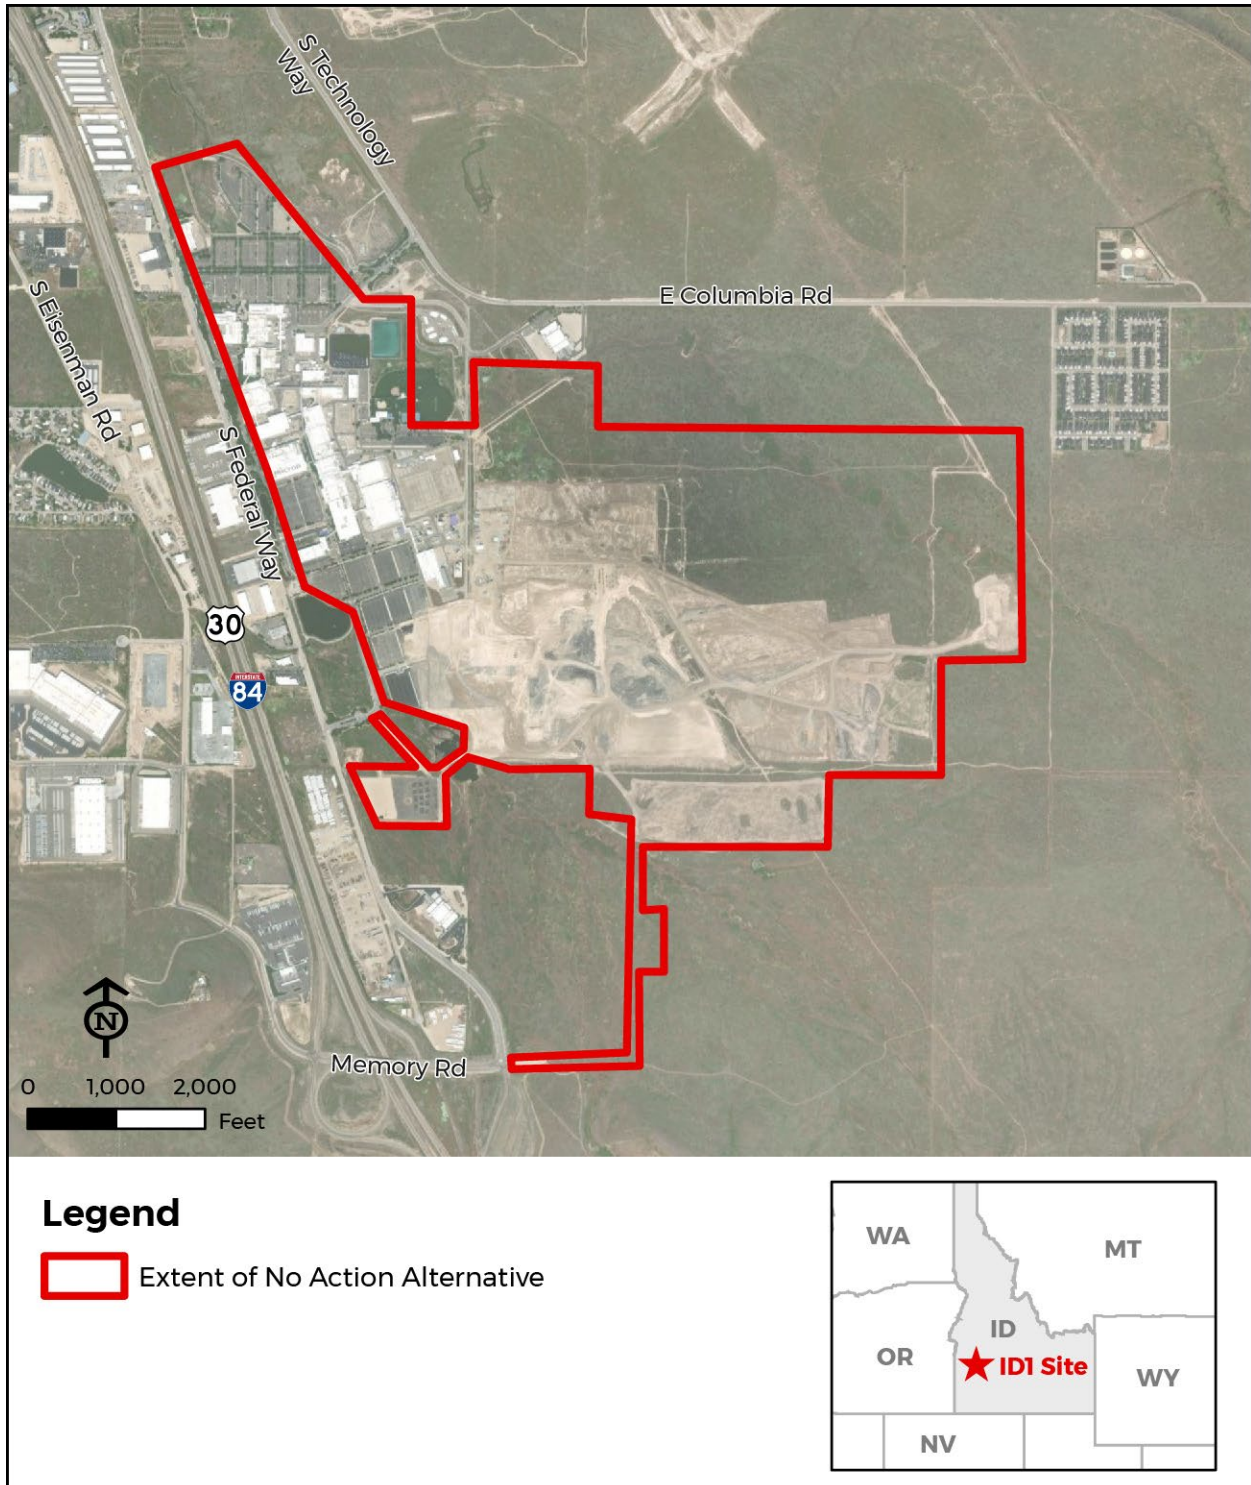 S Technology
Way
E Columbia Rd
S Eisenman Rd
S Federal Way
30
INTERSTATE
84
N
Memory Rd
0 1,000 2,000
Feet
Legend
Extent of No Action Alternative
WA
MT
ID
OR
ID1 Site
WY
NV